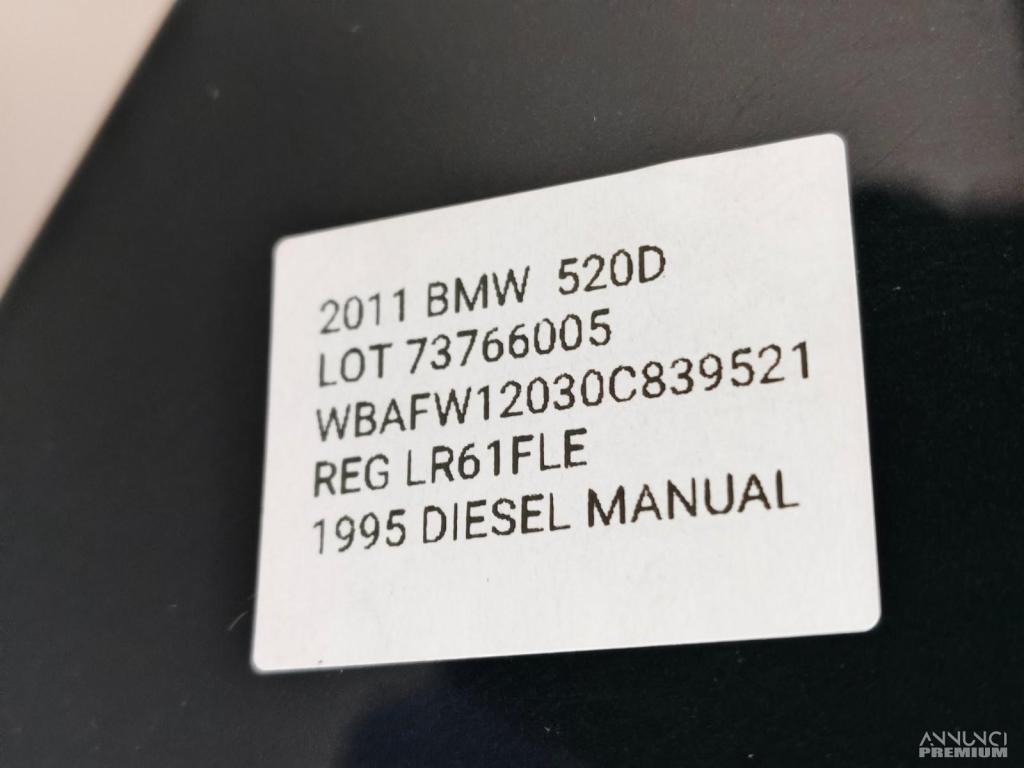 2011 BMW 520D
LOT 73766005
WBAFW12030C839521
REG LR61FLE
1995 DIESEL MANUAL
ANNUNCI
PREMIUM